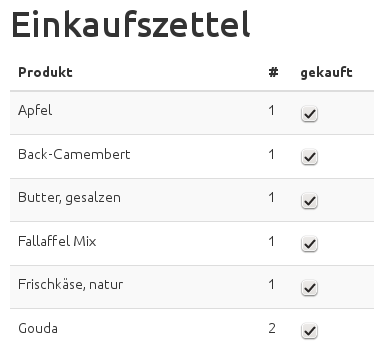 Einkaufszettel
Produkt # gekauft
Apfel 1
Back-Camembert 1
Butter, gesalzen 1
Fallaffel Mix 1
Frischkäse, natur 1
Gouda 2